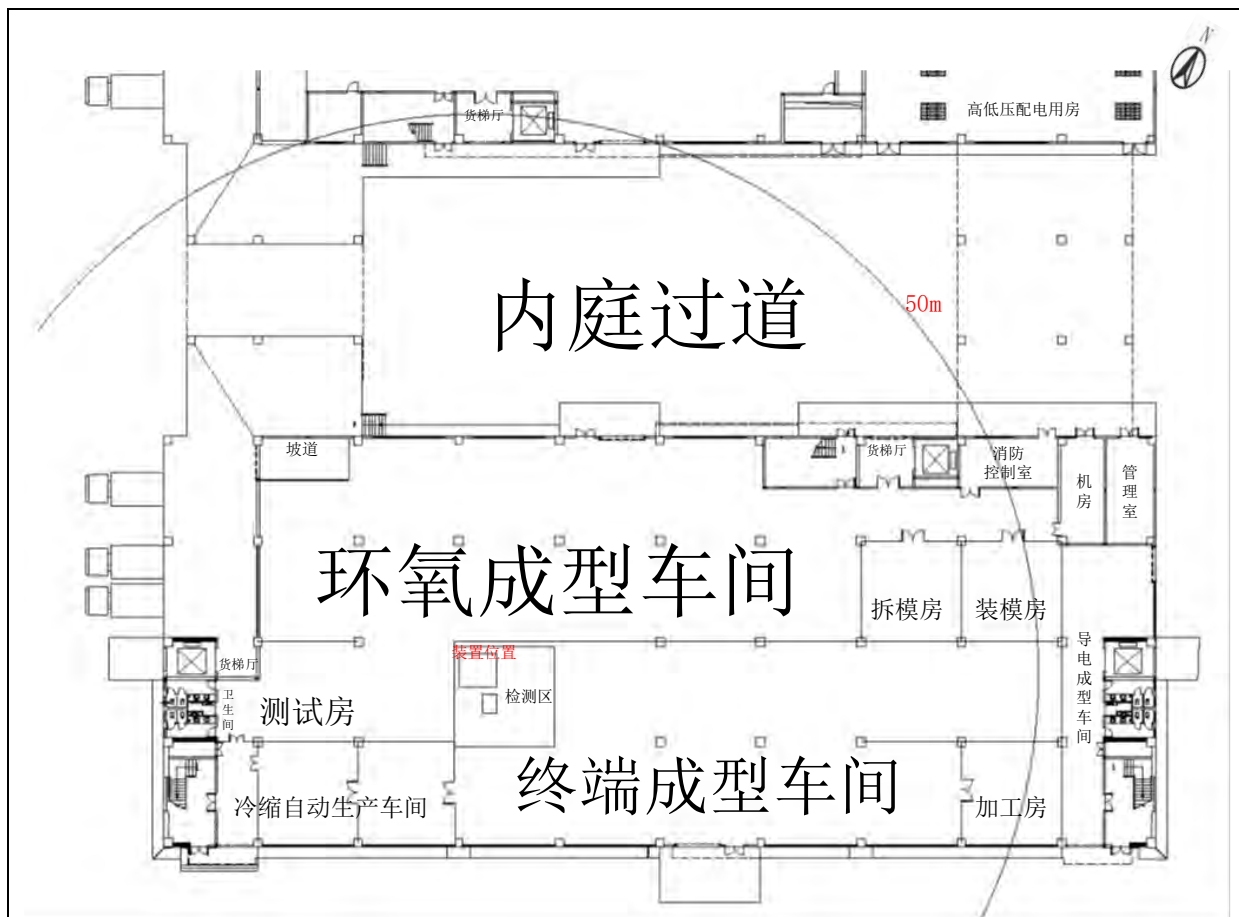 N
货梯厅
高低压配电用房
内庭过道
50m
坡道
货梯厅
消防
控制室
机房
管理室
环氧成型车间
拆模房
装模房
装置位置
货梯厅
卫生间
测试房
检测区
导电成型车间
终端成型车间
冷缩自动生产车间
加工房